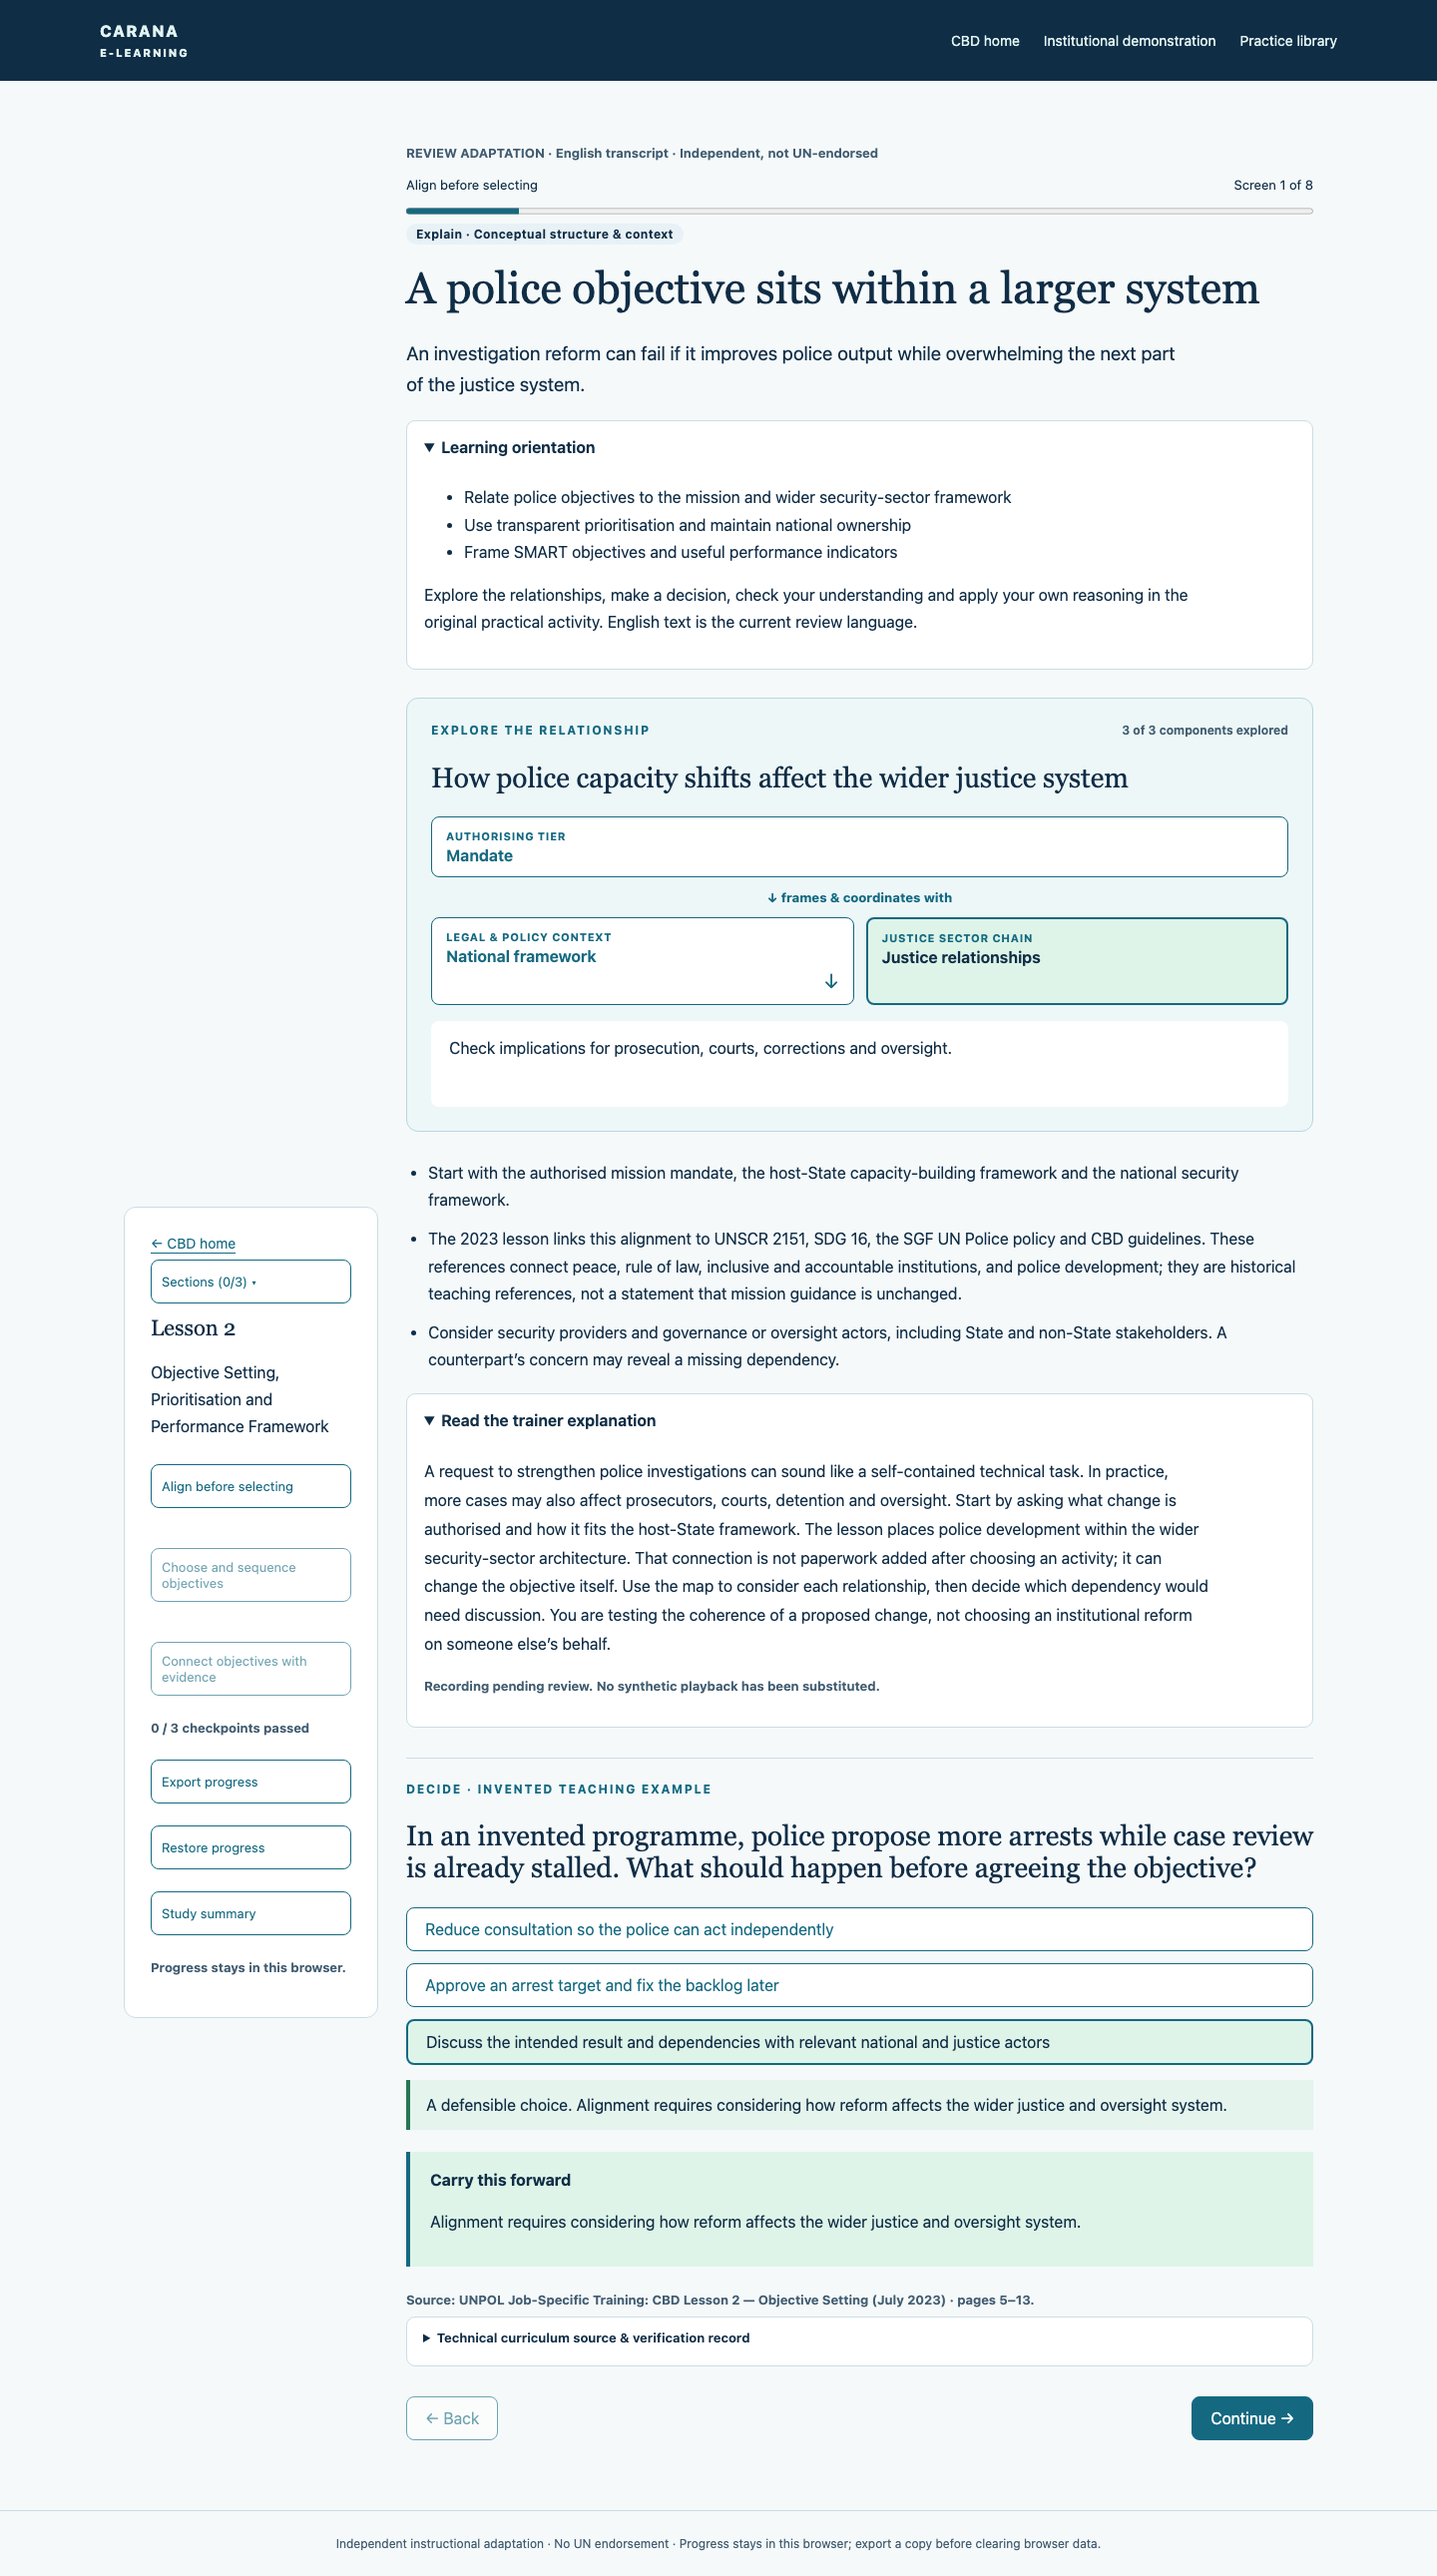 CARANA
E-LEARNING
CBD home
Institutional demonstration
Practice library
REVIEW ADAPTATION · English transcript · Independent, not UN-endorsed
Align before selecting
Screen 1 of 8
Explain · Conceptual structure & context
A police objective sits within a larger system
An investigation reform can fail if it improves police output while overwhelming the next part
of the justice system.
▼ Learning orientation
• Relate police objectives to the mission and wider security-sector framework
• Use transparent prioritisation and maintain national ownership
• Frame SMART objectives and useful performance indicators
Explore the relationships, make a decision, check your understanding and apply your own reasoning in the
original practical activity. English text is the current review language.
EXPLORE THE RELATIONSHIP
3 of 3 components explored
How police capacity shifts affect the wider justice system
AUTHORISING TIER
Mandate
↓ frames & coordinates with
LEGAL & POLICY CONTEXT
National framework
↓
JUSTICE SECTOR CHAIN
Justice relationships
Check implications for prosecution, courts, corrections and oversight.
• Start with the authorised mission mandate, the host-State capacity-building framework and the national security
framework.
• The 2023 lesson links this alignment to UNSCR 2151, SDG 16, the SGF UN Police policy and CBD guidelines. These
references connect peace, rule of law, inclusive and accountable institutions, and police development; they are historical
teaching references, not a statement that mission guidance is unchanged.
• Consider security providers and governance or oversight actors, including State and non-State stakeholders. A
counterpart’s concern may reveal a missing dependency.
▼ Read the trainer explanation
A request to strengthen police investigations can sound like a self-contained technical task. In practice,
more cases may also affect prosecutors, courts, detention and oversight. Start by asking what change is
authorised and how it fits the host-State framework. The lesson places police development within the wider
security-sector architecture. That connection is not paperwork added after choosing an activity; it can
change the objective itself. Use the map to consider each relationship, then decide which dependency would
need discussion. You are testing the coherence of a proposed change, not choosing an institutional reform
on someone else’s behalf.
Recording pending review. No synthetic playback has been substituted.
← CBD home
Sections (0/3) •
Lesson 2
Objective Setting,
Prioritisation and
Performance Framework
Align before selecting
Choose and sequence
objectives
Connect objectives with
evidence
0 / 3 checkpoints passed
Export progress
Restore progress
Study summary
Progress stays in this browser.
DECIDE · INVENTED TEACHING EXAMPLE
In an invented programme, police propose more arrests while case review
is already stalled. What should happen before agreeing the objective?
Reduce consultation so the police can act independently
Approve an arrest target and fix the backlog later
Discuss the intended result and dependencies with relevant national and justice actors
A defensible choice. Alignment requires considering how reform affects the wider justice and oversight system.
Carry this forward
Alignment requires considering how reform affects the wider justice and oversight system.
Source: UNPOL Job-Specific Training: CBD Lesson 2 — Objective Setting (July 2023) · pages 5–13.
► Technical curriculum source & verification record
← Back
Continue →
Independent instructional adaptation · No UN endorsement · Progress stays in this browser; export a copy before clearing browser data.